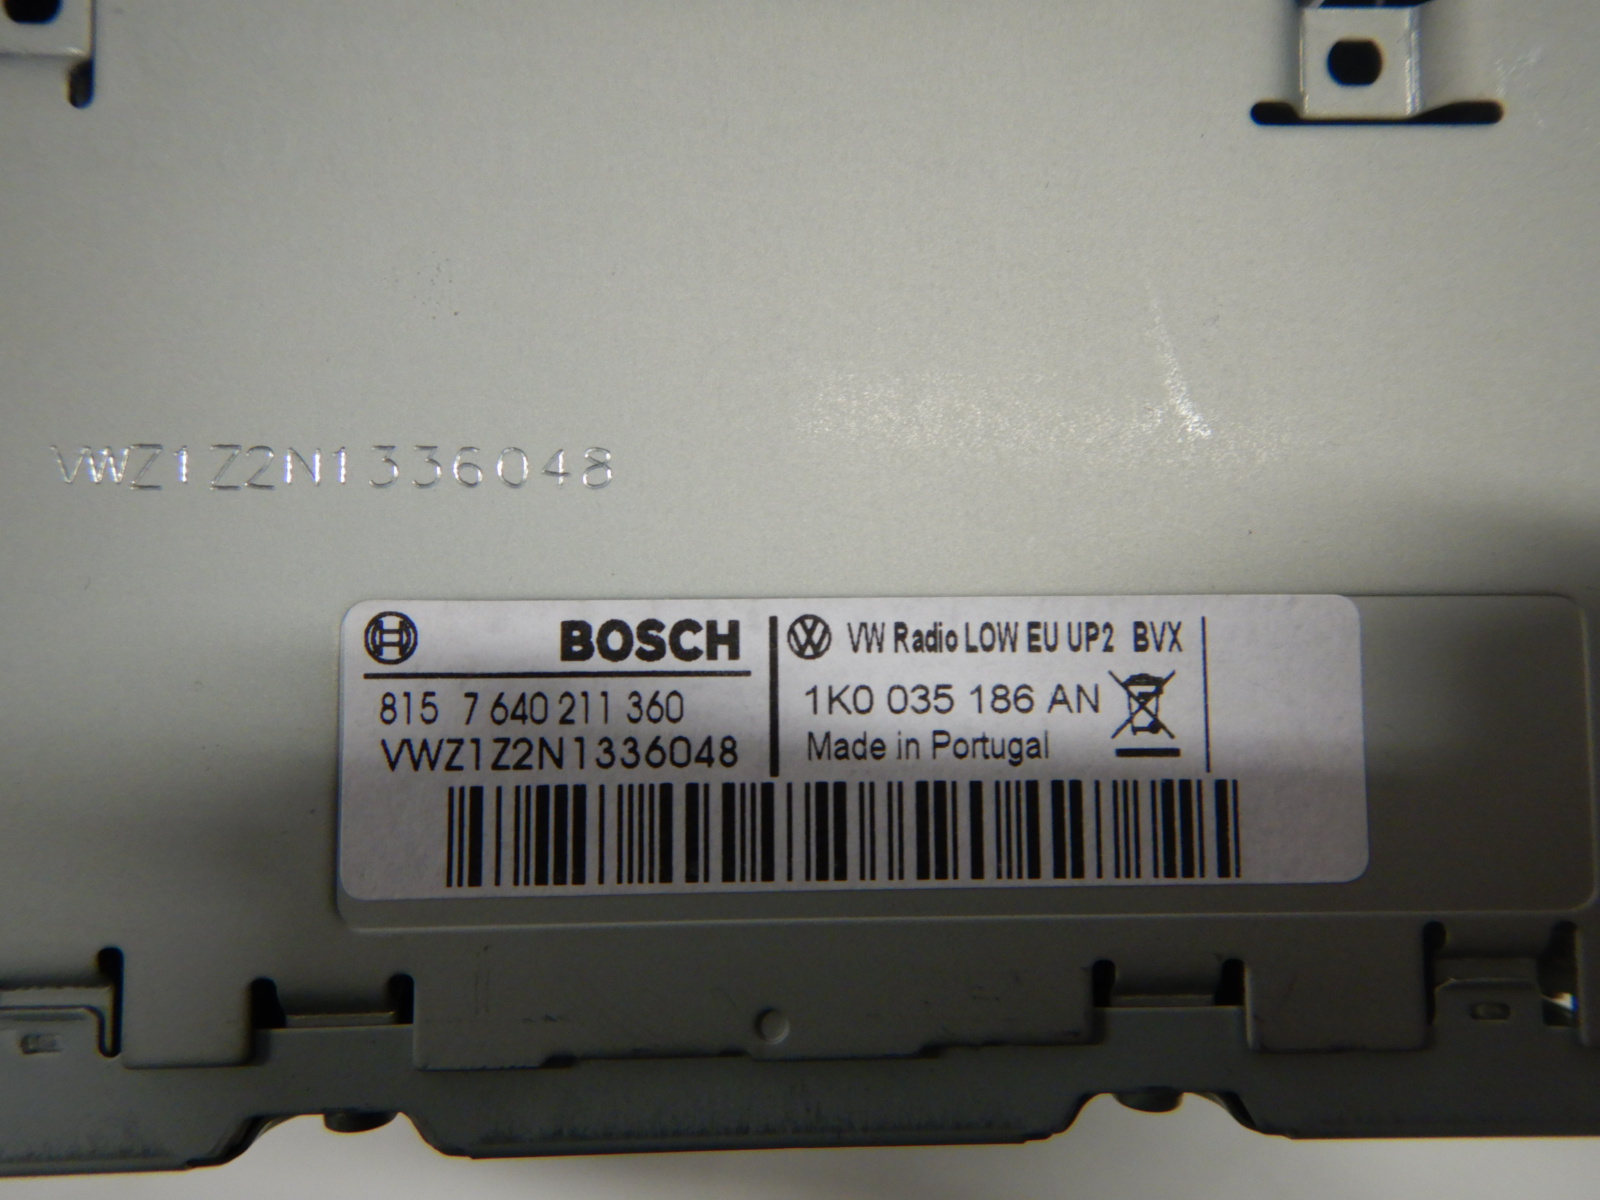 VWZ1Z2N1336048
BOSCH
815 7 640 211 360
VWZ1Z2N1336048
VW Radio LOW EU UP2 BVX
1K0 035 186 AN
Made in Portugal